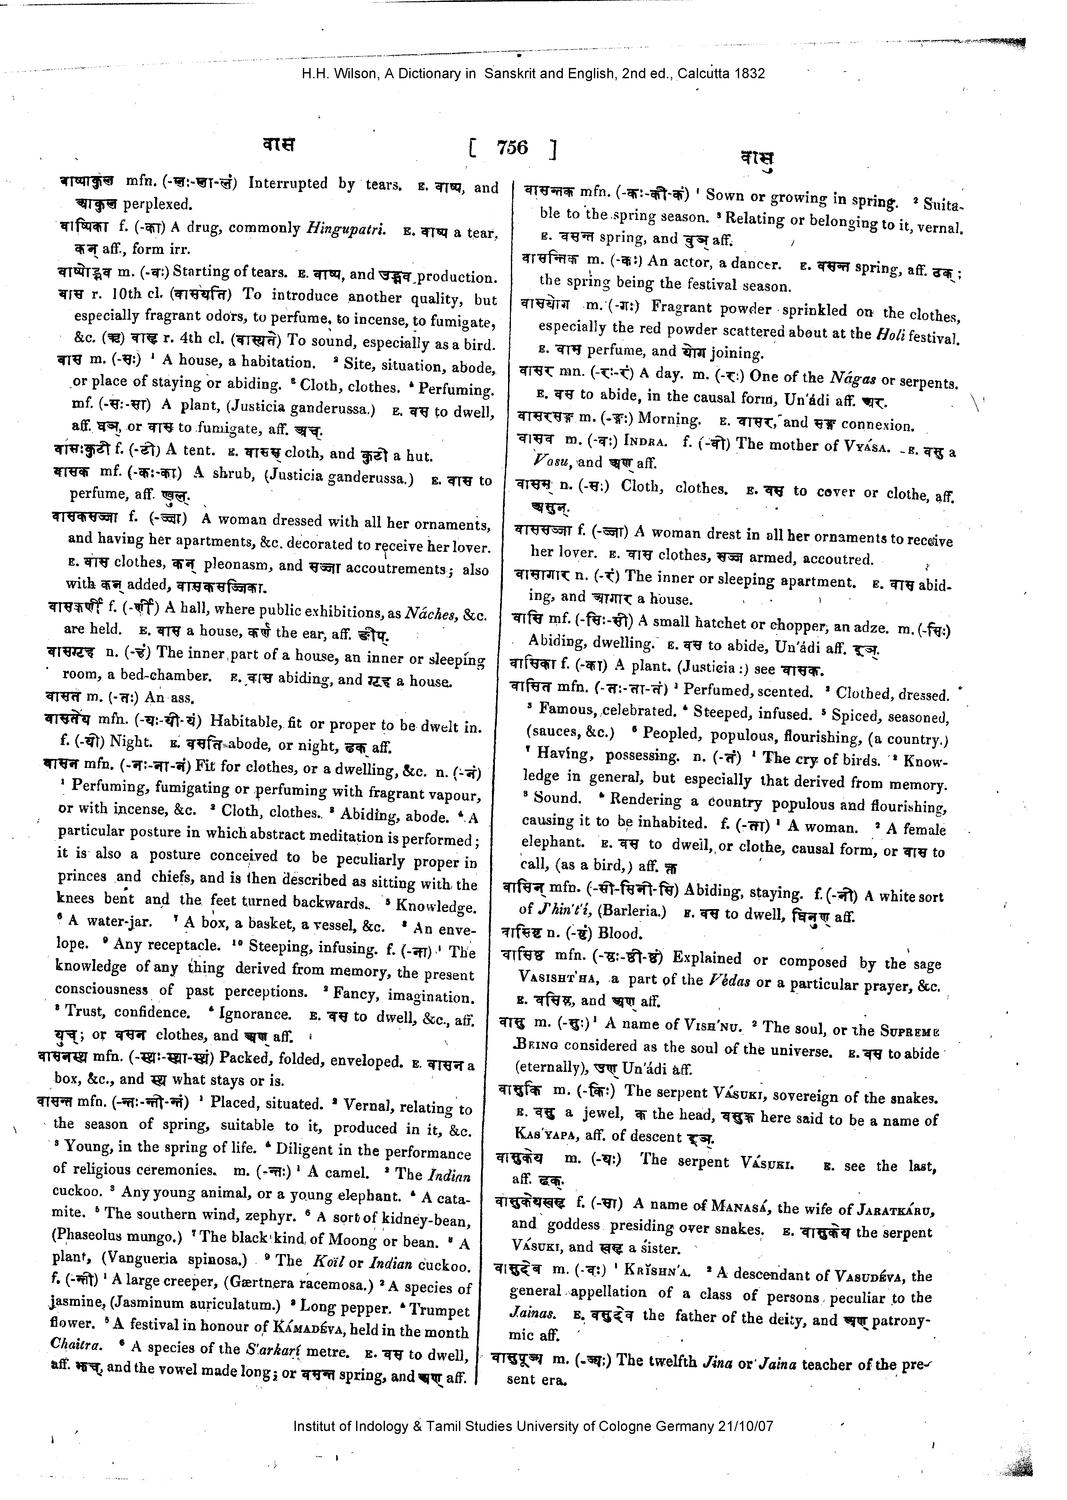 H.H. Wilson, A Dictionary in Sanskrit and English, 2nd ed., Calcutta 1832
वास
[ 756 ]
वासु
वाष्पाकुल mfn. (-लः-ला-लं) Interrupted by tears. E. वाष्प, and
आकुल perplexed.
वाष्पिका f. (-का) A drug, commonly Hingupatri. E. वाष्प a tear,
कन् aff., form irr.
वाष्पोद्भव m. (-वः) Starting of tears. E. वाष्प, and उद्भव production.
वास r. 10th cl. (वासयति) To introduce another quality, but
especially fragrant odors, to perfume, to incense, to fumigate,
&c. (ऋ) वासृ r. 4th cl. (वास्यते) To sound, especially as a bird.
वास m. (-सः) ¹ A house, a habitation. ² Site, situation, abode,
or place of staying or abiding. ³ Cloth, clothes. ⁴ Perfuming.
mf. (-सः-सा) A plant, (Justicia ganderussa.) E. वस to dwell,
aff. घञ्, or वास to fumigate, aff. अच्.
वासःकुटी f. (-टी) A tent. E. वासस् cloth, and कुटी a hut.
वासक mf. (-कः-का) A shrub, (Justicia ganderussa.) E. वास to
perfume, aff. ण्वुल्.
वासकसज्जा f. (-ज्जा) A woman dressed with all her ornaments,
and having her apartments, &c. decorated to receive her lover.
E. वास clothes, कन् pleonasm, and सज्जा accoutrements; also
with कन् added, वासकसज्जिका.
वासकर्णी f. (-र्णी) A hall, where public exhibitions, as Náches, &c.
are held. E. वास a house, कर्ण the ear, aff. ङीप्.
वासगृह n. (-हं) The inner part of a house, an inner or sleeping
room, a bed-chamber. E. वास abiding, and गृह a house.
वासत m. (-तः) An ass.
वासतेय mfn. (-यः-यी-यं) Habitable, fit or proper to be dwelt in.
f. (-यी) Night. E. वसति abode, or night, ढक् aff.
वासन mfn. (-नः-ना-नं) Fit for clothes, or a dwelling, &c. n. (-नं)
¹ Perfuming, fumigating or perfuming with fragrant vapour,
or with incense, &c. ² Cloth, clothes. ³ Abiding, abode. ⁴ A
particular posture in which abstract meditation is performed;
it is also a posture conceived to be peculiarly proper in
princes and chiefs, and is then described as sitting with the
knees bent and the feet turned backwards. ⁵ Knowledge.
⁶ A water-jar. ⁷ A box, a basket, a vessel, &c. ⁸ An enve-
lope. ⁹ Any receptacle. ¹⁰ Steeping, infusing. f. (-ना) ¹ The
knowledge of any thing derived from memory, the present
consciousness of past perceptions. ² Fancy, imagination.
³ Trust, confidence. ⁴ Ignorance. E. वस to dwell, &c., aff.
युच्; or वसन clothes, and अण् aff.
वासनस्थ mfn. (-स्थः-स्था-स्थं) Packed, folded, enveloped. E. वासन a
box, &c., and स्थ what stays or is.
वासन्त mfn. (-न्तः-न्ती-न्तं) ¹ Placed, situated. ² Vernal, relating to
the season of spring, suitable to it, produced in it, &c.
³ Young, in the spring of life. ⁴ Diligent in the performance
of religious ceremonies. m. (-न्तः) ¹ A camel. ² The Indian
cuckoo. ³ Any young animal, or a young elephant. ⁴ A cata-
mite. ⁵ The southern wind, zephyr. ⁶ A sort of kidney-bean,
(Phaseolus mungo.) ⁷ The black kind of Moong or bean. ⁸ A
plant, (Vangueria spinosa.) ⁹ The Koïl or Indian cuckoo.
f. (-न्ती) ¹ A large creeper, (Gærtnera racemosa.) ² A species of
jasmine, (Jasminum auriculatum.) ³ Long pepper. ⁴ Trumpet
flower. ⁵ A festival in honour of KÁMADÉVA, held in the month
Chaitra. ⁶ A species of the S'arkarí metre. E. वस to dwell,
aff. झच्, and the vowel made long; or वसन्त spring, and अण् aff.
वासन्तक mfn. (-कः-की-कं) ¹ Sown or growing in spring. ² Suita-
ble to the spring season. ³ Relating or belonging to it, vernal.
E. वसन्त spring, and वुञ् aff.
वासन्तिक m. (-कः) An actor, a dancer. E. वसन्त spring, aff. ठक्;
the spring being the festival season.
वासयोग m. (-गः) Fragrant powder sprinkled on the clothes,
especially the red powder scattered about at the Holi festival.
E. वास perfume, and योग joining.
वासर mn. (-रः-रं) A day. m. (-रः) One of the Nágas or serpents.
E. वस to abide, in the causal form, Un'ádi aff. अर.
वासरसङ्ग m. (-ङ्गः) Morning. E. वासर, and सङ्ग connexion.
वासव m. (-वः) INDRA. f. (-वी) The mother of VYÁSA. E. वसु a
Vasu, and अण् aff.
वासस् n. (-सः) Cloth, clothes. E. वस to cover or clothe, aff.
असुन्.
वाससज्जा f. (-ज्जा) A woman drest in all her ornaments to receive
her lover. E. वास clothes, सज्ज armed, accoutred.
वासागार n. (-रं) The inner or sleeping apartment. E. वास abid-
ing, and आगार a house.
वासि mf. (-सिः-सी) A small hatchet or chopper, an adze. m. (-सिः)
Abiding, dwelling. E. वस to abide, Un'ádi aff. इञ्.
वासिका f. (-का) A plant. (Justicia:) see वासक.
वासित mfn. (-तः-ता-तं) ¹ Perfumed, scented. ² Clothed, dressed.
³ Famous, celebrated. ⁴ Steeped, infused. ⁵ Spiced, seasoned,
(sauces, &c.) ⁶ Peopled, populous, flourishing, (a country.)
⁷ Having, possessing. n. (-तं) ¹ The cry of birds. ² Know-
ledge in general, but especially that derived from memory.
³ Sound. ⁴ Rendering a country populous and flourishing,
causing it to be inhabited. f. (-ता) ¹ A woman. ² A female
elephant. E. वस to dwell, or clothe, causal form, or वास to
call, (as a bird,) aff. क्त
वासिन् mfn. (-सी-सिनी-सि) Abiding, staying. f. (-नी) A white sort
of J'hin't'i, (Barleria.) E. वस to dwell, घिनुण् aff.
वासिष्ठ n. (-ष्ठं) Blood.
वासिष्ठ mfn. (-ष्ठः-ष्ठी-ष्ठं) Explained or composed by the sage
VASISHT'HA, a part of the Védas or a particular prayer, &c.
E. वसिष्ठ, and अण् aff.
वासु m. (-सुः) ¹ A name of VISH'NU. ² The soul, or the SUPREME
BEING considered as the soul of the universe. E. वस to abide
(eternally), उण् Un'ádi aff.
वासुकि m. (-किः) The serpent VÁSUKI, sovereign of the snakes.
E. वसु a jewel, क the head, वसुक here said to be a name of
KAS'YAPA, aff. of descent इञ्.
वासुकेय m. (-यः) The serpent VÁSUKI. E. see the last,
aff. ढक्.
वासुकेयस्वसृ f. (-सा) A name of MANASÁ, the wife of JARATKÁRU,
and goddess presiding over snakes. E. वासुकेय the serpent
VÁSUKI, and स्वसृ a sister.
वासुदेव m. (-वः) ¹ KRĬSHN'A. ² A descendant of VASUDÉVA, the
general appellation of a class of persons peculiar to the
Jainas. E. वसुदेव the father of the deity, and अण् patrony-
mic aff.
वासुपूज्य m. (-ज्यः) The twelfth Jina or Jaina teacher of the pre-
sent era.
Institut of Indology & Tamil Studies University of Cologne Germany 21/10/07